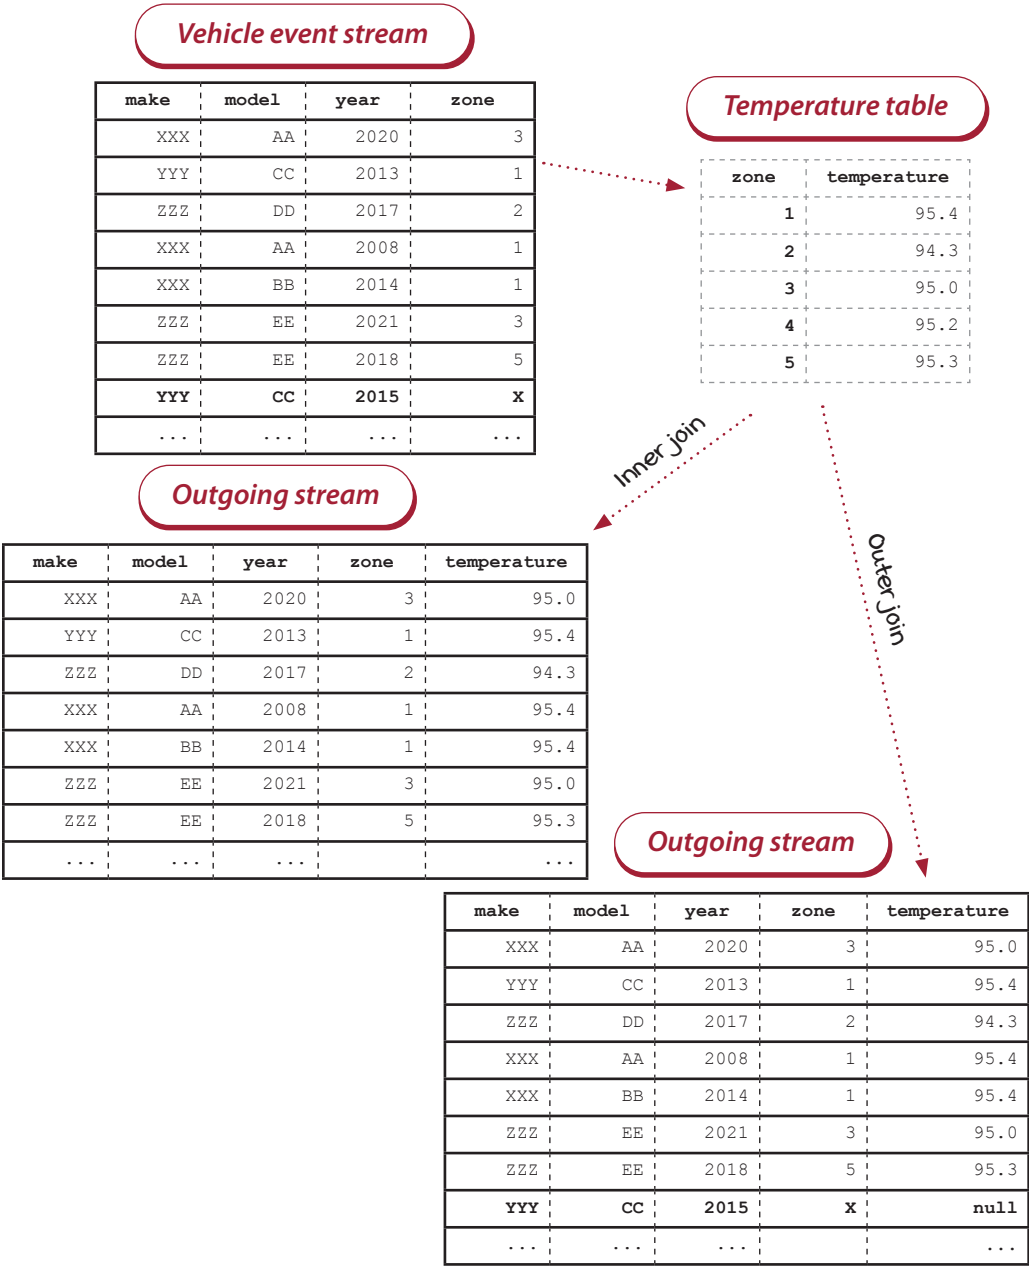 Vehicle event stream
make model year zone
XXX AA 2020 3
YYY CC 2013 1
ZZZ DD 2017 2
XXX AA 2008 1
XXX BB 2014 1
ZZZ EE 2021 3
ZZZ EE 2018 5
YYY CC 2015 X
... ... ... ...
Temperature table
zone temperature
1 95.4
2 94.3
3 95.0
4 95.2
5 95.3
Inner join
Outer join
Outgoing stream
make model year zone temperature
XXX AA 2020 3 95.0
YYY CC 2013 1 95.4
ZZZ DD 2017 2 94.3
XXX AA 2008 1 95.4
XXX BB 2014 1 95.4
ZZZ EE 2021 3 95.0
ZZZ EE 2018 5 95.3
... ... ... ...
Outgoing stream
make model year zone temperature
XXX AA 2020 3 95.0
YYY CC 2013 1 95.4
ZZZ DD 2017 2 94.3
XXX AA 2008 1 95.4
XXX BB 2014 1 95.4
ZZZ EE 2021 3 95.0
ZZZ EE 2018 5 95.3
YYY CC 2015 X null
... ... ... ...